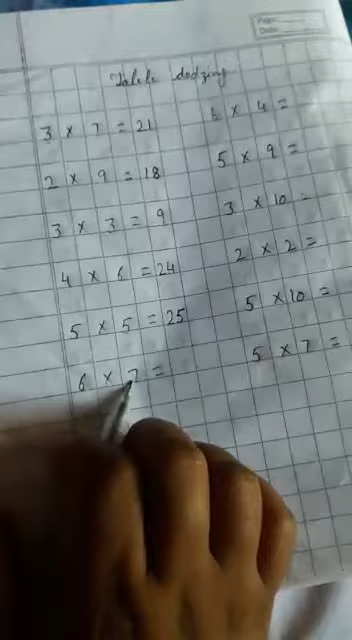 Page:
Date:
Table dodging
3 × 7 = 21
2 × 9 = 18
3 × 3 = 9
4 × 6 = 24
5 × 5 = 25
6 × 7 =
6 × 4 =
5 × 9 =
3 × 10 =
2 × 2 =
5 × 10 =
5 × 7 =